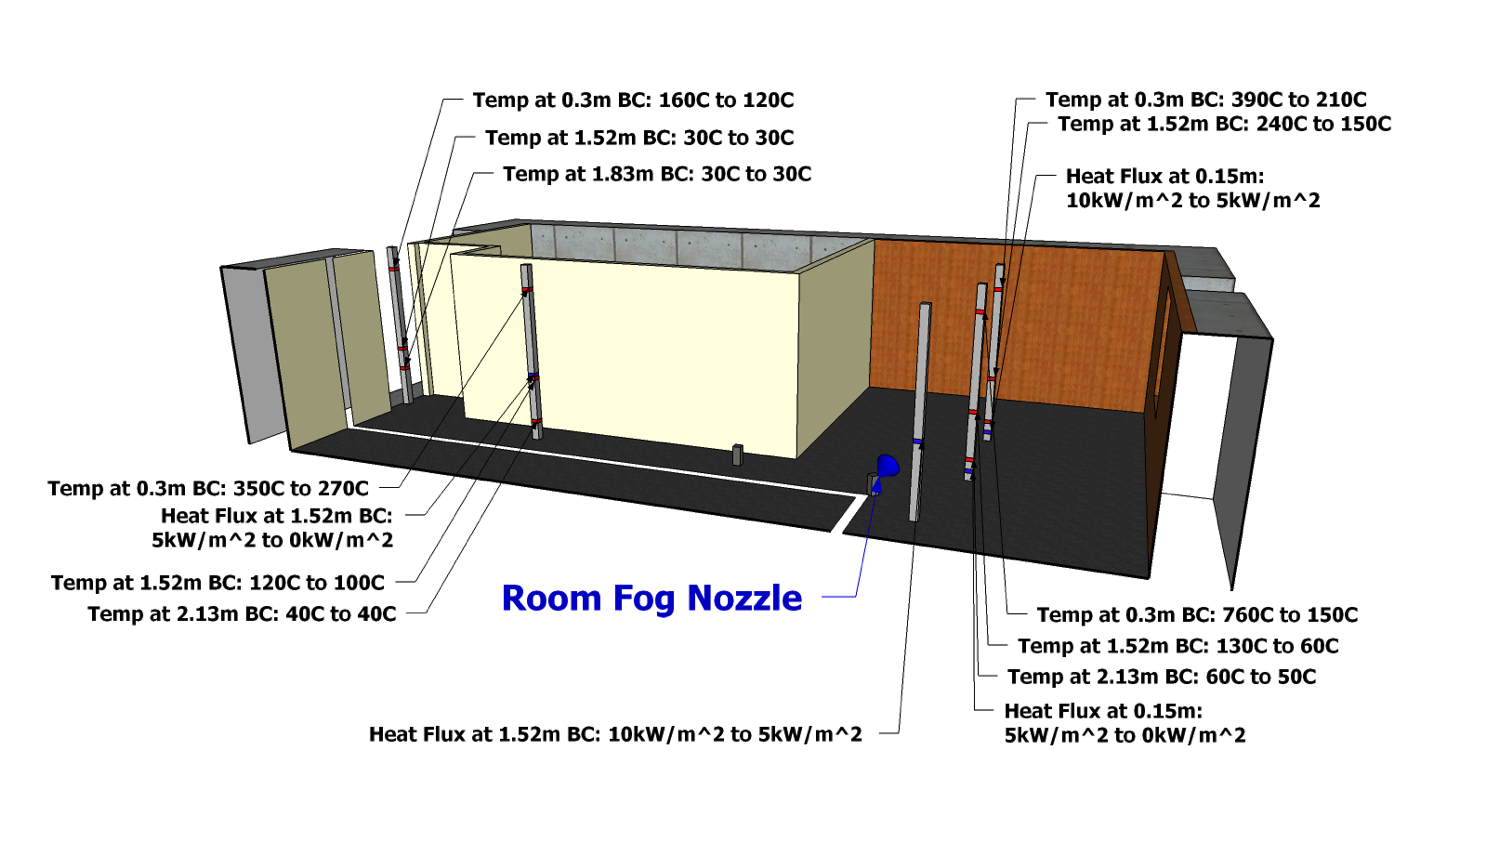 Temp at 0.3m BC: 160C to 120C
Temp at 1.52m BC: 30C to 30C
Temp at 1.83m BC: 30C to 30C
Temp at 0.3m BC: 390C to 210C
Temp at 1.52m BC: 240C to 150C
Heat Flux at 0.15m:
10kW/m^2 to 5kW/m^2
Temp at 0.3m BC: 350C to 270C
Heat Flux at 1.52m BC:
5kW/m^2 to 0kW/m^2
Temp at 1.52m BC: 120C to 100C
Temp at 2.13m BC: 40C to 40C
Room Fog Nozzle
Heat Flux at 1.52m BC: 10kW/m^2 to 5kW/m^2
Temp at 0.3m BC: 760C to 150C
Temp at 1.52m BC: 130C to 60C
Temp at 2.13m BC: 60C to 50C
Heat Flux at 0.15m:
5kW/m^2 to 0kW/m^2